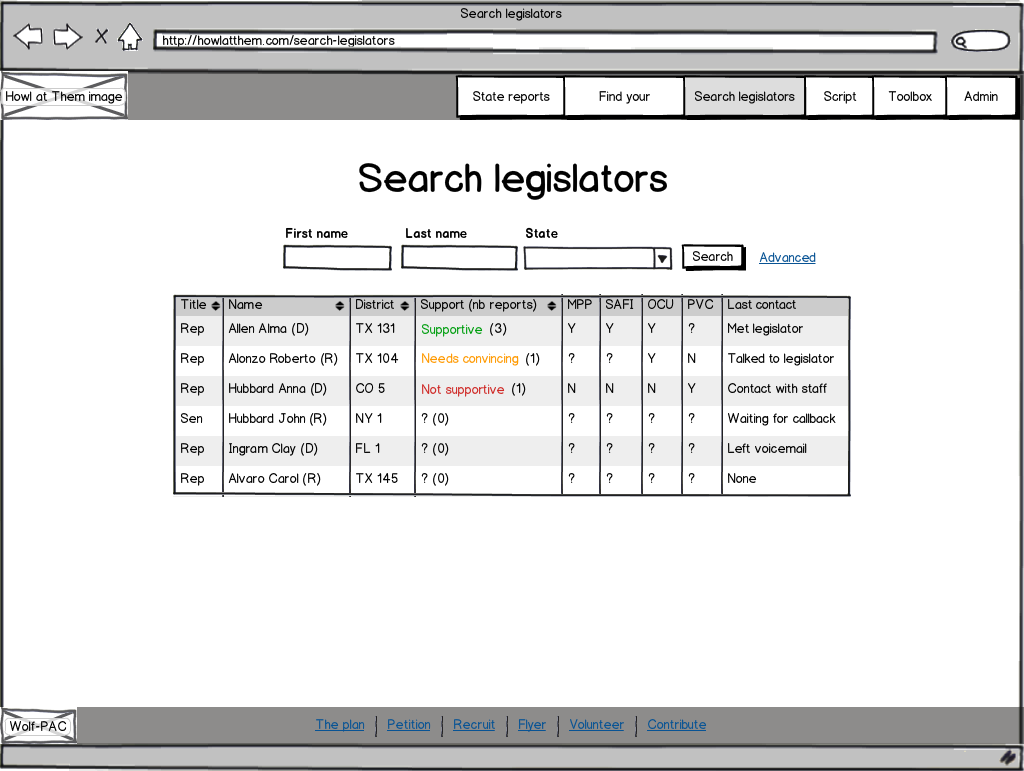 Search legislators
http://howlatthem.com/search-legislators
Howl at Them image State reports Find your Search legislators Script Toolbox Admin
Search legislators
First name Last name State
Search Advanced
Title Name District Support (nb reports) MPP SAFI OCU PVC Last contact
Rep Allen Alma (D) TX 131 Supportive (3) Y Y Y ? Met legislator
Rep Alonzo Roberto (R) TX 104 Needs convincing (1) ? ? Y N Talked to legislator
Rep Hubbard Anna (D) CO 5 Not supportive (1) N N N Y Contact with staff
Sen Hubbard John (R) NY 1 ? (0) ? ? ? ? Waiting for callback
Rep Ingram Clay (D) FL 1 ? (0) ? ? ? ? Left voicemail
Rep Alvaro Carol (R) TX 145 ? (0) ? ? ? ? None
Wolf-PAC The plan Petition Recruit Flyer Volunteer Contribute